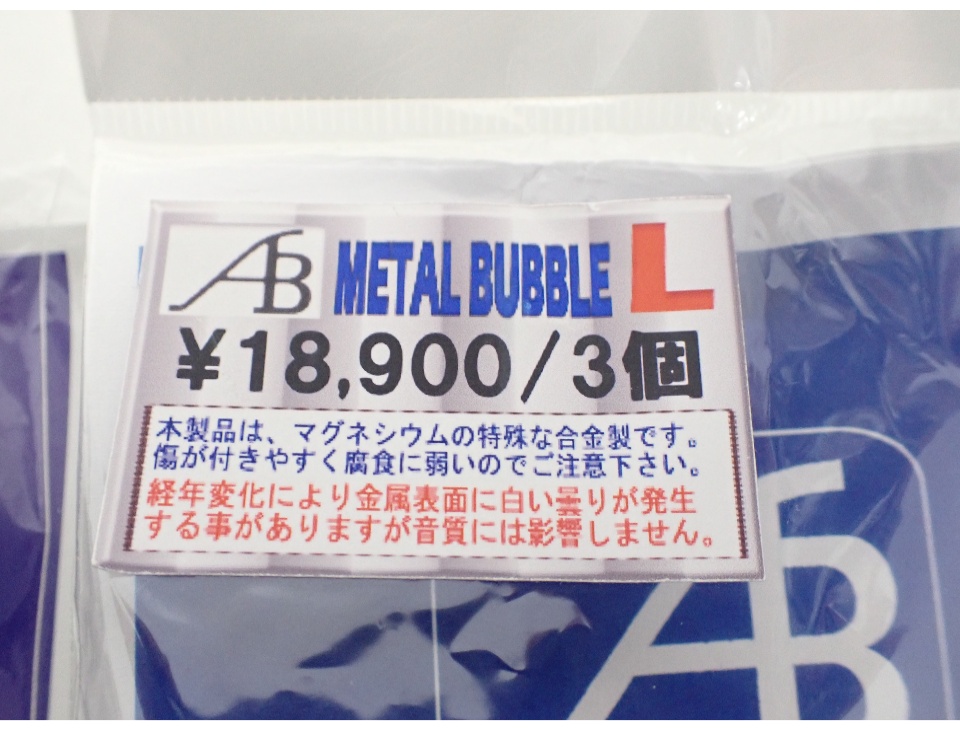 AB METAL BUBBLE L
¥18,900/3個
本製品は、マグネシウムの特殊な合金製です。
傷が付きやすく腐食に弱いのでご注意下さい。
経年変化により金属表面に白い曇りが発生
する事がありますが音質には影響しません。
AB